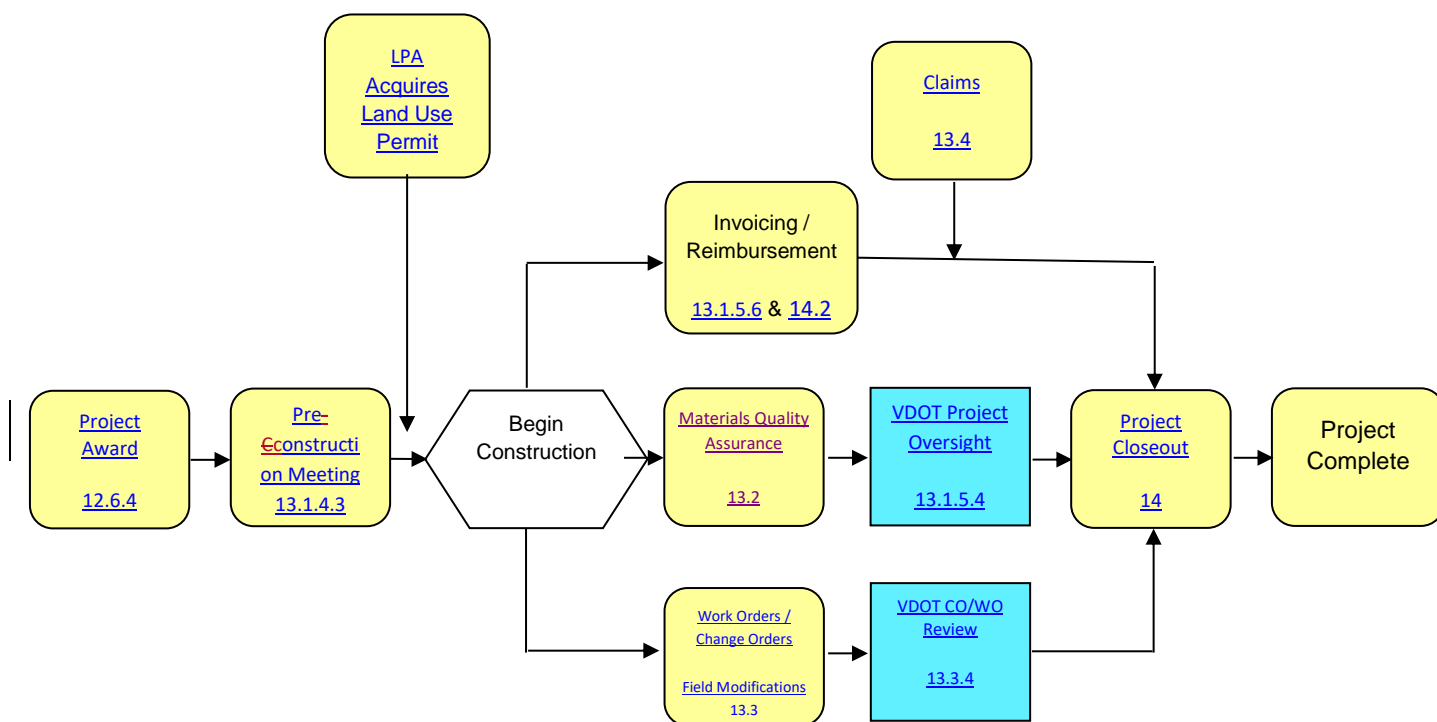 LPA
Acquires
Land Use
Permit
Claims
13.4
Invoicing /
Reimbursement
13.1.5.6 & 14.2
Project
Award
12.6.4
Pre-
Cconstructi
on Meeting
13.1.4.3
Begin
Construction
Materials Quality
Assurance
13.2
VDOT Project
Oversight
13.1.5.4
Project
Closeout
14
Project
Complete
Work Orders /
Change Orders
Field Modifications
13.3
VDOT CO/WO
Review
13.3.4